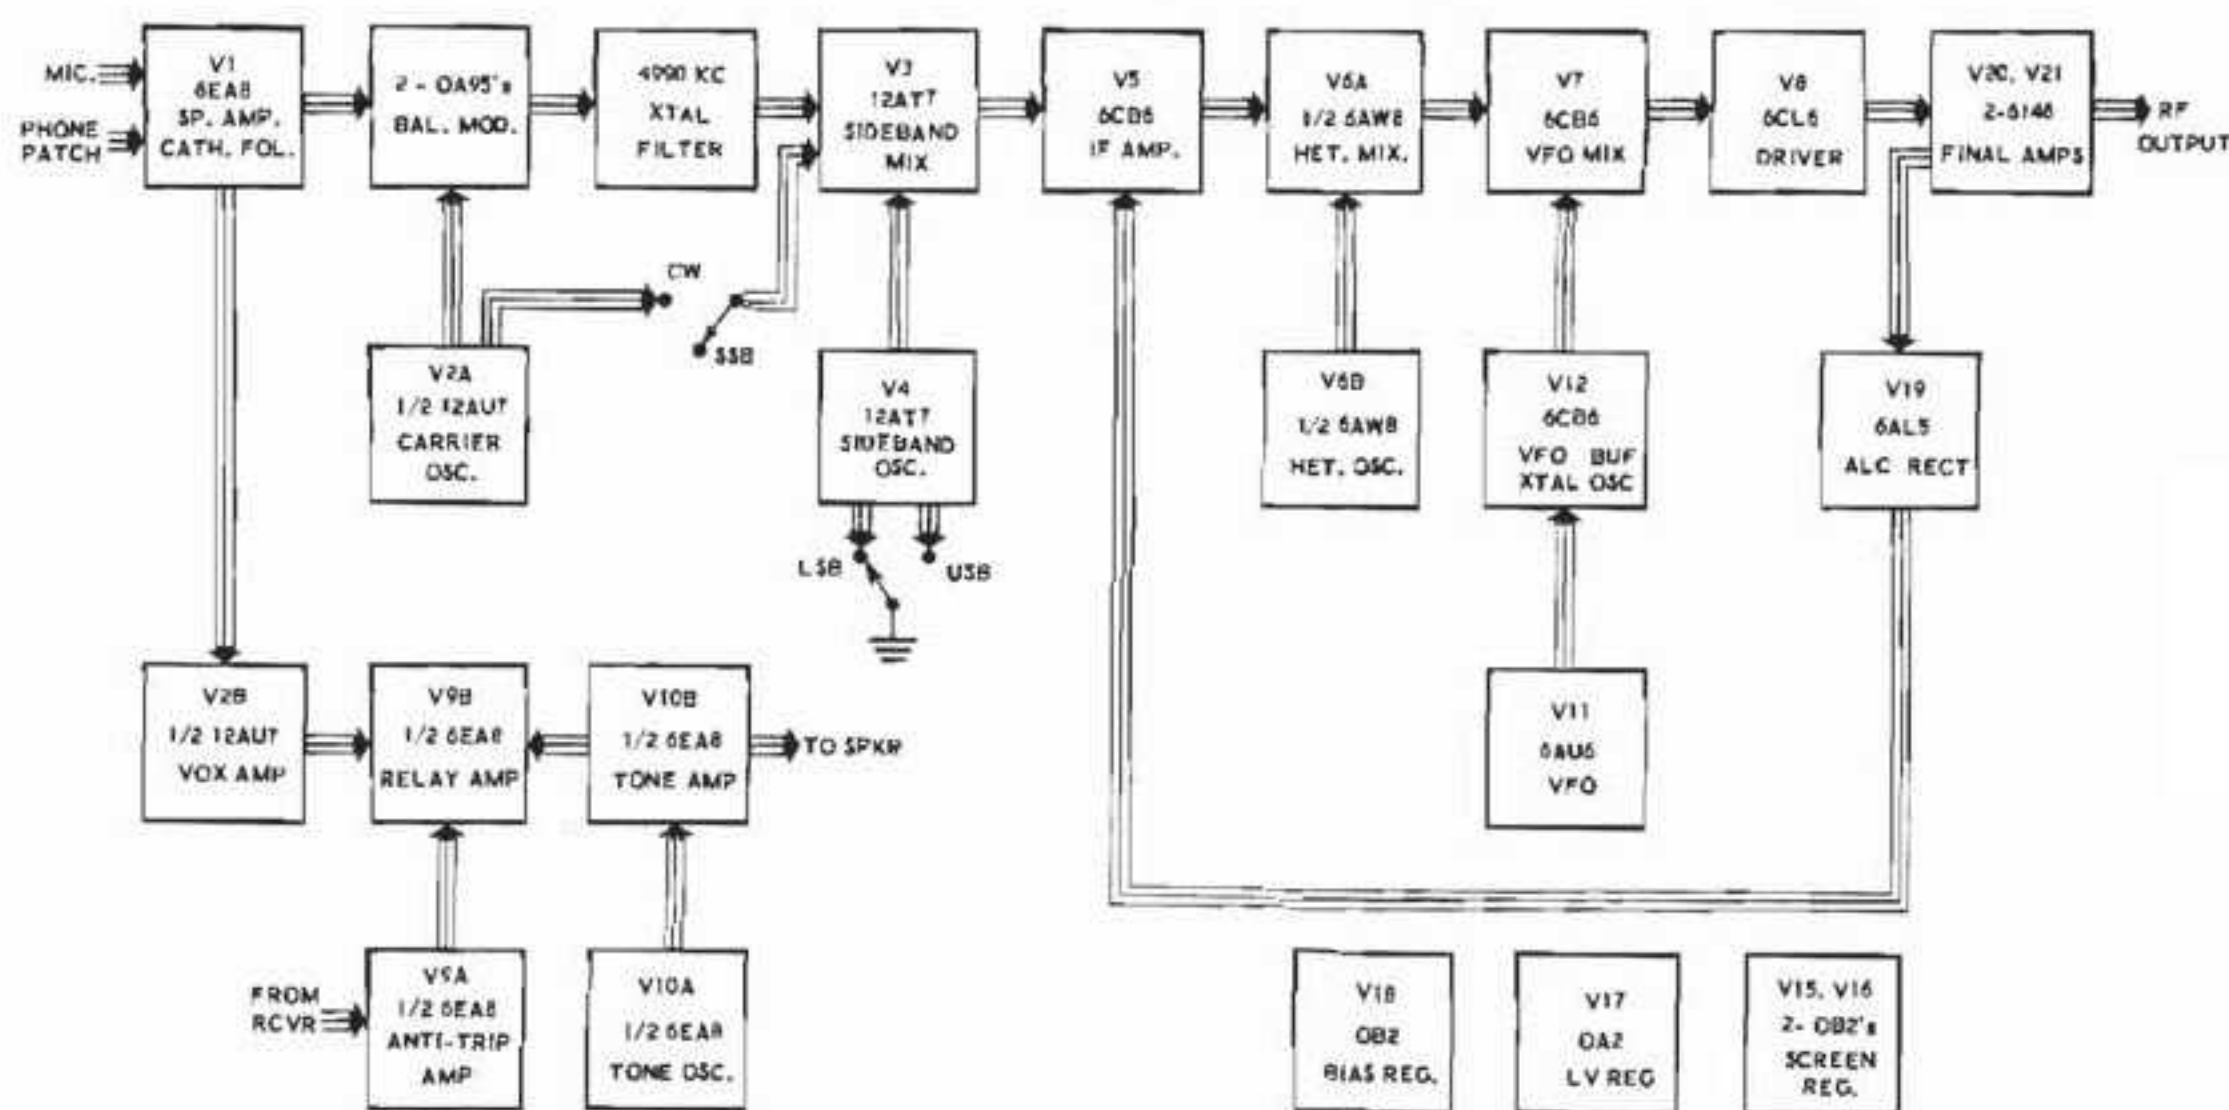 MIC.
PHONE
PATCH
V1
6EA8
SP. AMP.
CATH. FOL.
2 - OA95's
BAL. MOD.
4990 KC
XTAL
FILTER
V3
12AT7
SIDEBAND
MIX
V5
6CB6
IF AMP.
V6A
1/2 6AW8
HET. MIX.
V7
6CB6
VFO MIX
V8
6CL6
DRIVER
V20, V21
2-6146
FINAL AMPS
RF
OUTPUT
CW
SSB
V2A
1/2 12AU7
CARRIER
OSC.
V4
12AT7
SIDEBAND
OSC.
LSB
USB
V6B
1/2 6AW8
HET. OSC.
V12
6CB6
VFO BUF
XTAL OSC
V19
6AL5
ALC RECT
V2B
1/2 12AU7
VOX AMP
V9B
1/2 6EA8
RELAY AMP
V10B
1/2 6EA8
TONE AMP
TO SPKR
V11
6AU6
VFO
FROM
RCVR
V9A
1/2 6EA8
ANTI-TRIP
AMP
V10A
1/2 6EA8
TONE OSC.
V18
OB2
BIAS REG.
V17
OA2
LV REG
V15, V16
2- OB2's
SCREEN
REG.